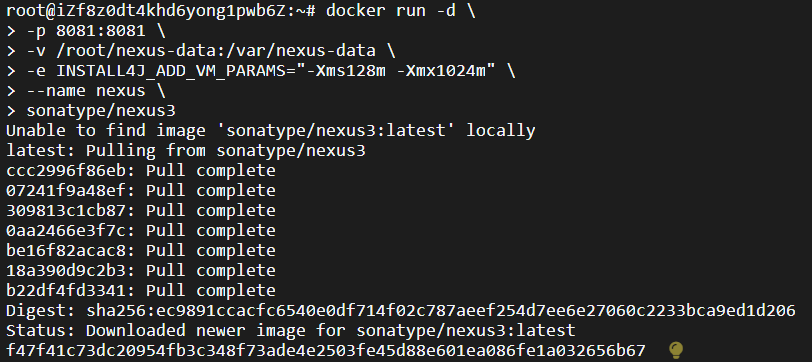 root@iZf8z0dt4khd6yong1pwb6Z:~# docker run -d \
> -p 8081:8081 \
> -v /root/nexus-data:/var/nexus-data \
> -e INSTALL4J_ADD_VM_PARAMS="-Xms128m -Xmx1024m" \
> --name nexus \
> sonatype/nexus3
Unable to find image 'sonatype/nexus3:latest' locally
latest: Pulling from sonatype/nexus3
ccc2996f86eb: Pull complete
07241f9a48ef: Pull complete
309813c1cb87: Pull complete
0aa2466e3f7c: Pull complete
be16f82acac8: Pull complete
18a390d9c2b3: Pull complete
b22df4fd3341: Pull complete
Digest: sha256:ec9891ccacfc6540e0df714f02c787aeef254d7ee6e27060c2233bca9ed1d206
Status: Downloaded newer image for sonatype/nexus3:latest
f47f41c73dc20954fb3c348f73ade4e2503fe45d88e601ea086fe1a032656b67